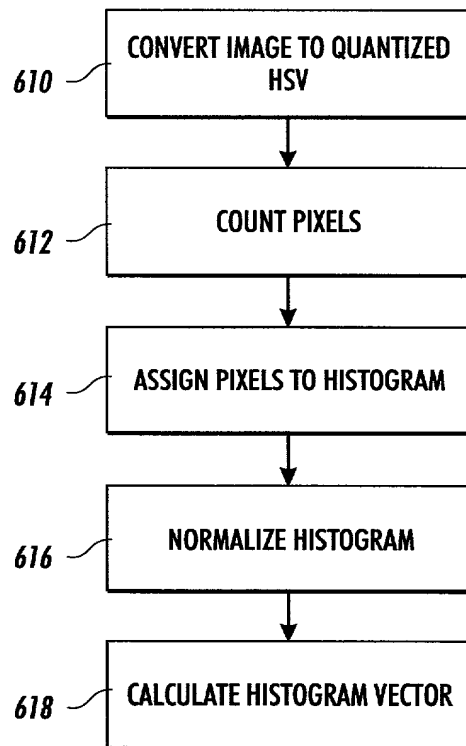 610
CONVERT IMAGE TO QUANTIZED
HSV
612
COUNT PIXELS
614
ASSIGN PIXELS TO HISTOGRAM
616
NORMALIZE HISTOGRAM
618
CALCULATE HISTOGRAM VECTOR